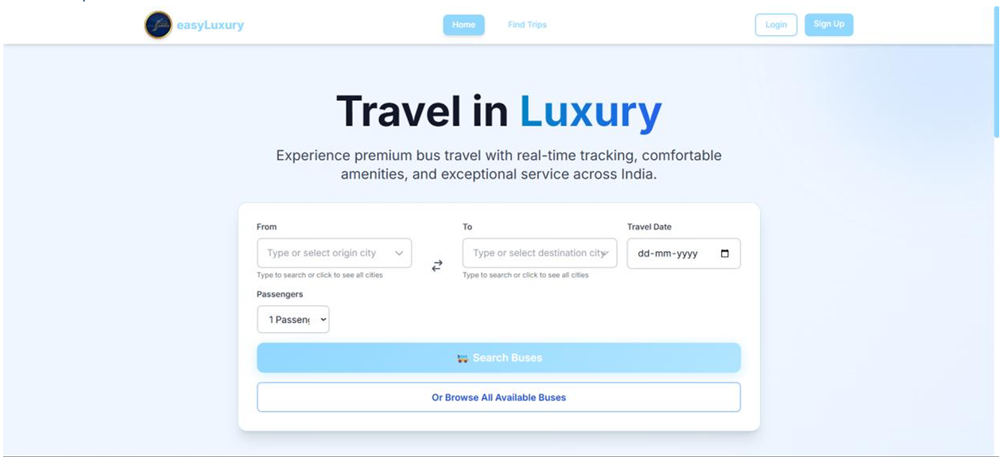 easyLuxury
Home
Find Trips
Login
Sign Up
Travel in Luxury
Experience premium bus travel with real-time tracking, comfortable
amenities, and exceptional service across India.
From
To
Travel Date
Type or select origin city
Type or select destination city
dd-mm-yyyy
Type to search or click to see all cities
Type to search or click to see all cities
Passengers
1 Passeng
Search Buses
Or Browse All Available Buses